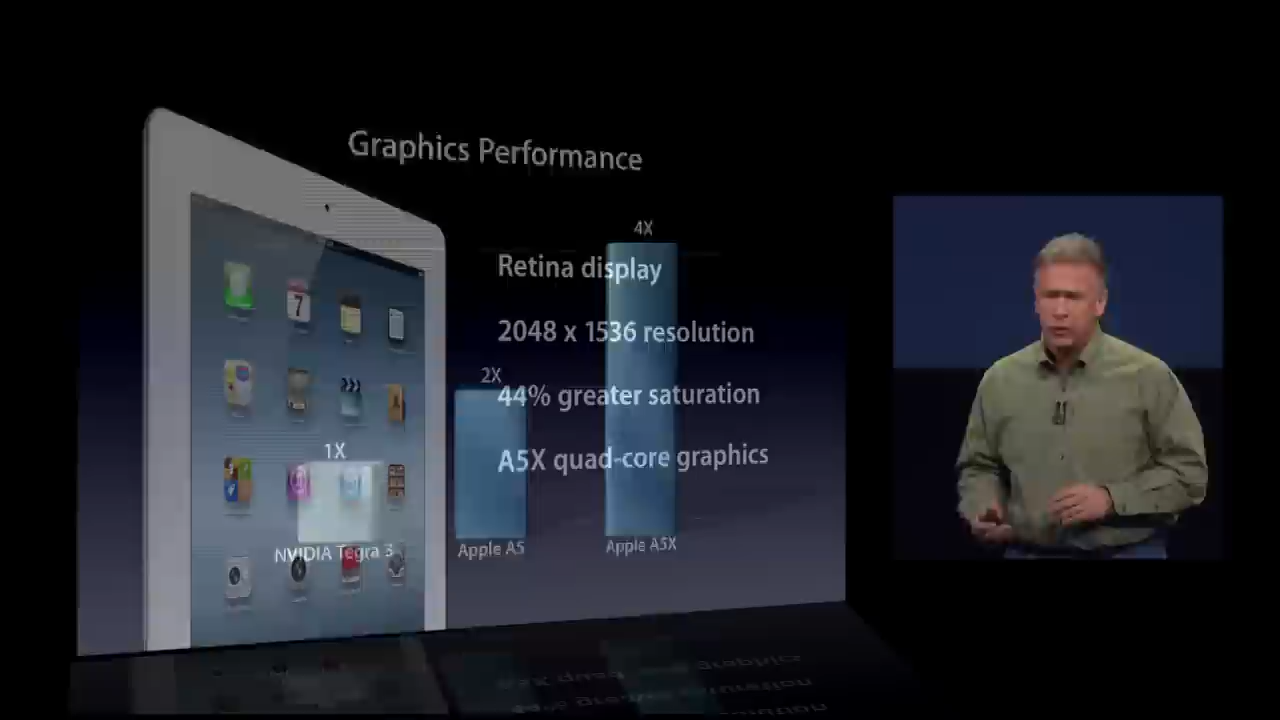 Graphics Performance
4X
Retina display
2048 x 1536 resolution
2X
44% greater saturation
1X
A5X quad-core graphics
NVIDIA Tegra 3
Apple A5
Apple A5X
7